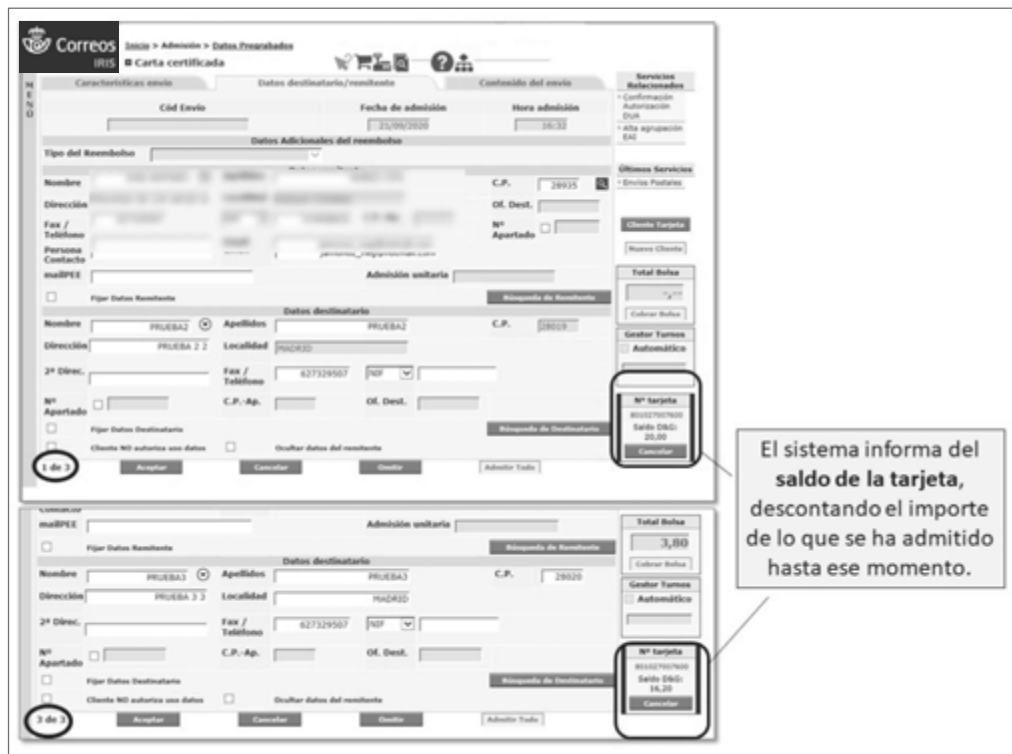 Correos
IRIS
Inicio > Admisión > Datos Pregrabados
Carta certificada
MENÚ
Características envío
Datos destinatario/remitente
Contenido del envío
Servicios Relacionados
Cód Envío
Fecha de admisión
Hora admisión
21/09/2020
16:32
Confirmación Autorización DUA
Alta agrupación EAI
Datos Adicionales del reembolso
Tipo del Reembolso
Últimos Servicios
Envíos Postales
Nombre
C.P. 28935
Dirección
Of. Dest.
Fax / Teléfono
Nº Apartado
Cliente Tarjeta
Persona Contacto
Nuevo Cliente
mailPEE
Admisión unitaria
Total Bolsa
-,--
Fijar Datos Remitente
Búsqueda de Remitente
Cobrar Bolsa
Datos destinatario
Nombre PRUEBA2 Apellidos PRUEBA2 C.P. 28019
Gestor Turnos
Automático
Dirección PRUEBA 2 2 Localidad MADRID
2ª Direc. Fax / Teléfono 627329507 NIF
Nº Apartado C.P.-Ap. Of. Dest.
Nº tarjeta
801027007600
Saldo D&G:
20,00
Cancelar
Fijar Datos Destinatario
Búsqueda de Destinatario
Cliente NO autoriza uso datos Ocultar datos del remitente
1 de 3 Aceptar Cancelar Omitir Admitir Todo
El sistema informa del
saldo de la tarjeta,
descontando el importe
de lo que se ha admitido
hasta ese momento.
Contacto
mailPEE
Admisión unitaria
Total Bolsa
3,80
Fijar Datos Remitente
Búsqueda de Remitente
Cobrar Bolsa
Datos destinatario
Nombre PRUEBA3 Apellidos PRUEBA3 C.P. 28020
Gestor Turnos
Automático
Dirección PRUEBA 3 3 Localidad MADRID
2ª Direc. Fax / Teléfono 627329507 NIF
Nº Apartado C.P.-Ap. Of. Dest.
Nº tarjeta
801027007600
Saldo D&G:
16,20
Cancelar
Fijar Datos Destinatario
Búsqueda de Destinatario
Cliente NO autoriza uso datos Ocultar datos del remitente
3 de 3 Aceptar Cancelar Omitir Admitir Todo